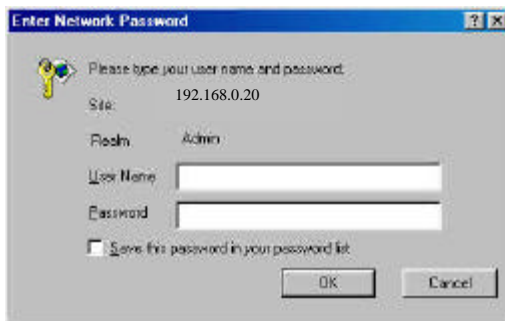 Enter Network Password
Please type your user name and password.
Site: 192.168.0.20
Realm Admin
User Name
Password
Save this password in your password list
OK Cancel